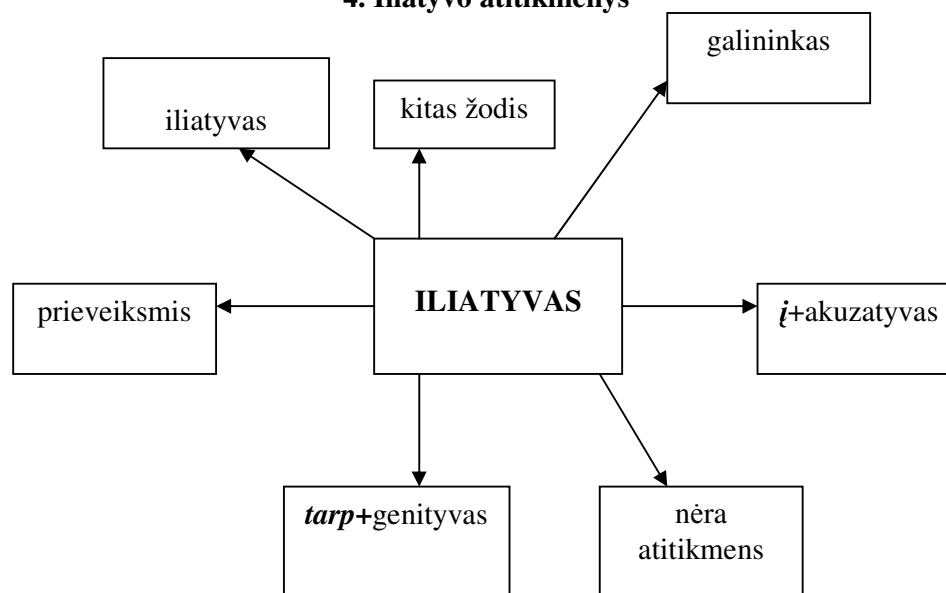 4. Iliatyvo atitikmenys
galininkas
iliatyvas
kitas žodis
ILIATYVAS
prieveiksmis
į+akuzatyvas
tarp+genityvas
nėra
atitikmens